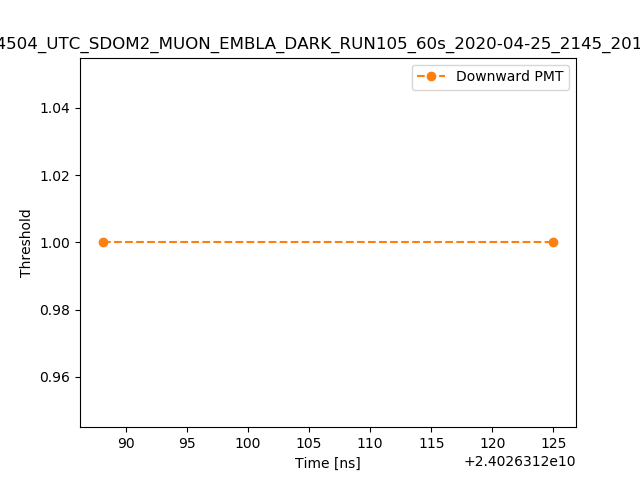 4504_UTC_SDOM2_MUON_EMBLA_DARK_RUN105_60s_2020-04-25_2145_201
Downward PMT
1.04
1.02
1.00
0.98
0.96
Threshold
90 95 100 105 110 115 120 125
Time [ns]
+2.4026312e10